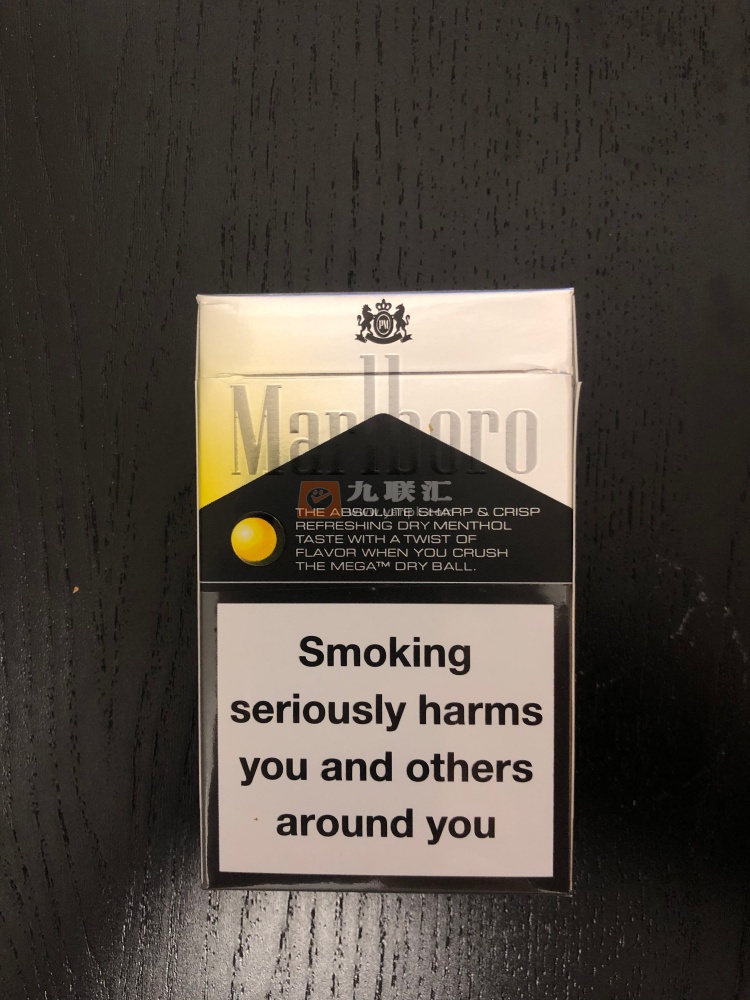 PM
Marlboro
九联汇
THE ABSOLUTE SHARP & CRISP
REFRESHING DRY MENTHOL
TASTE WITH A TWIST OF
FLAVOR WHEN YOU CRUSH
THE MEGA™ DRY BALL.
Smoking
seriously harms
you and others
around you